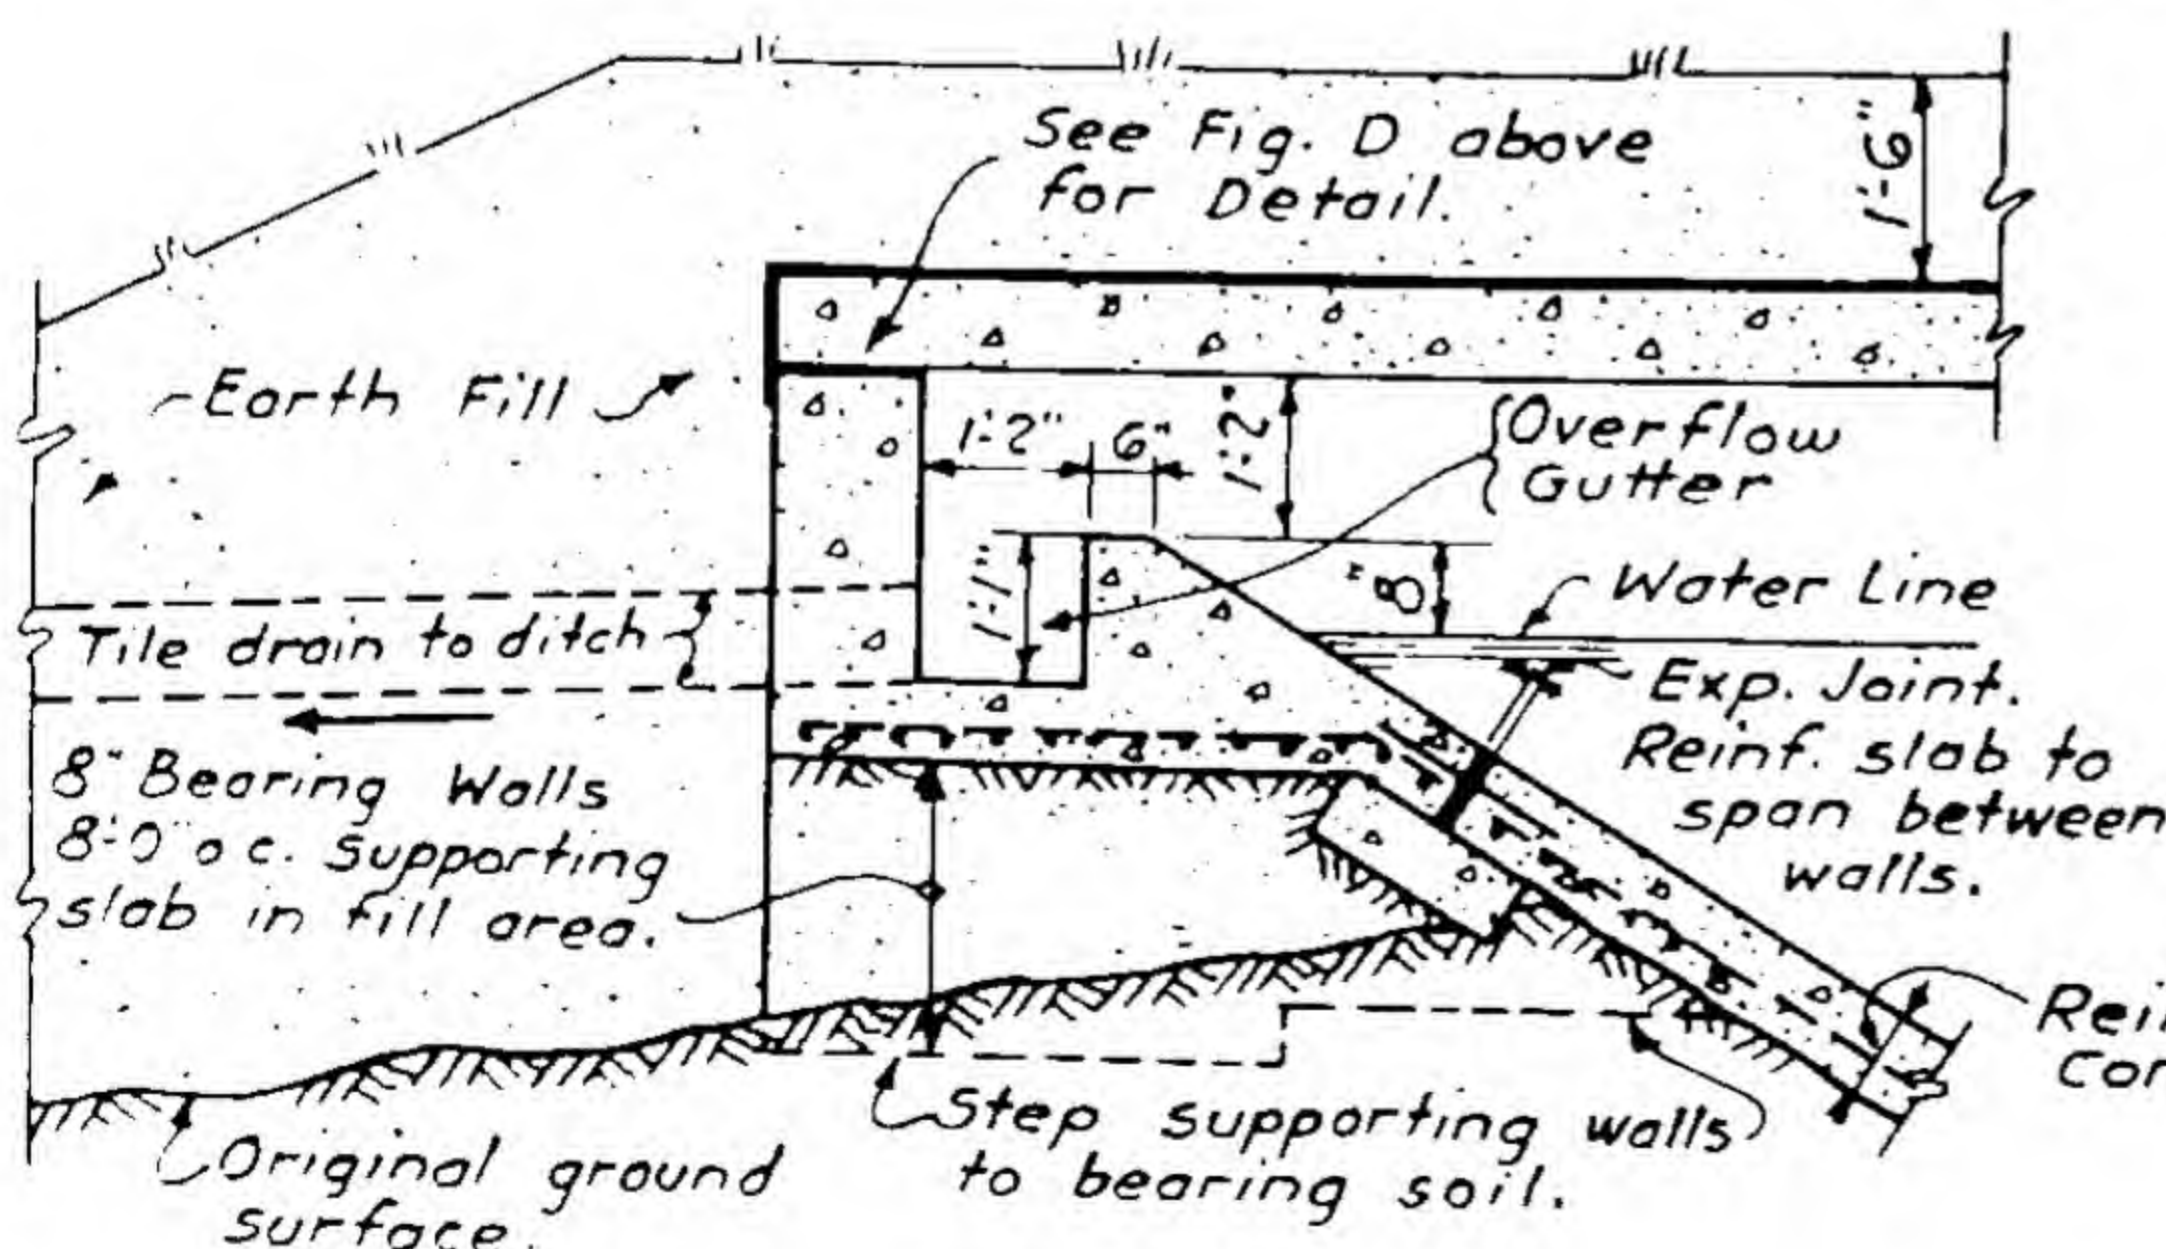 See Fig. D above
for Detail.
1'-6"
Earth Fill
1'-2"
6"
1'-2"
Overflow
Gutter
1'-1"
8"
Water Line
Tile drain to ditch
Exp. Joint.
Reinf. slab to
span between
walls.
8" Bearing Walls
8'-0" o c. supporting
slab in fill area.
Step supporting walls
to bearing soil.
Original ground
surface.